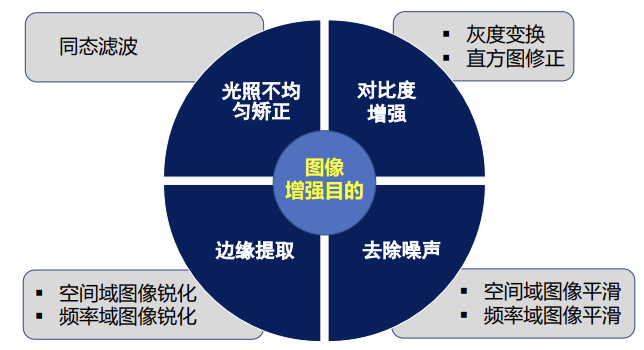 同态滤波
▪ 灰度变换
▪ 直方图修正
光照不均
匀矫正
对比度
增强
图像
增强目的
边缘提取
去除噪声
▪ 空间域图像锐化
▪ 频率域图像锐化
▪ 空间域图像平滑
▪ 频率域图像平滑